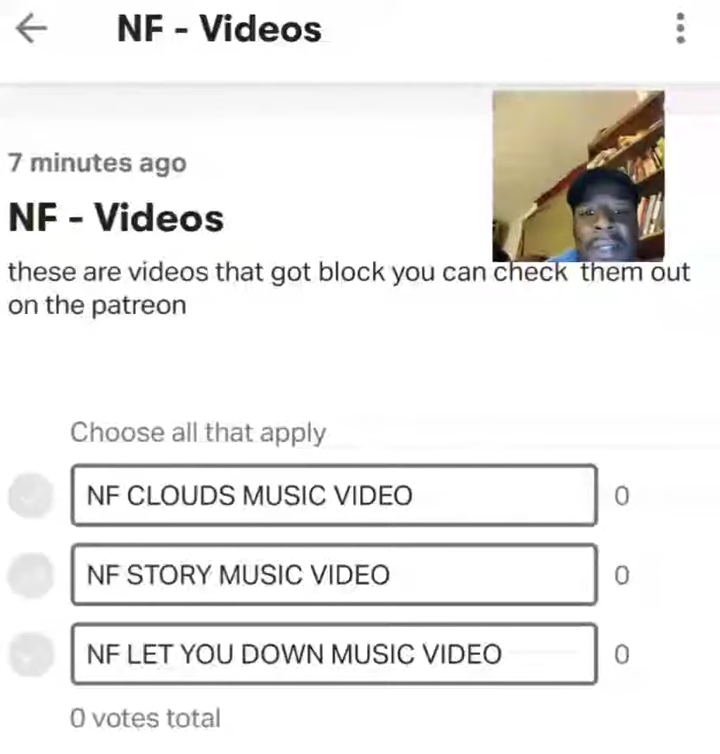 NF - Videos
7 minutes ago
NF - Videos
these are videos that got block you can check them out
on the patreon
Choose all that apply
NF CLOUDS MUSIC VIDEO 0
NF STORY MUSIC VIDEO 0
NF LET YOU DOWN MUSIC VIDEO 0
0 votes total